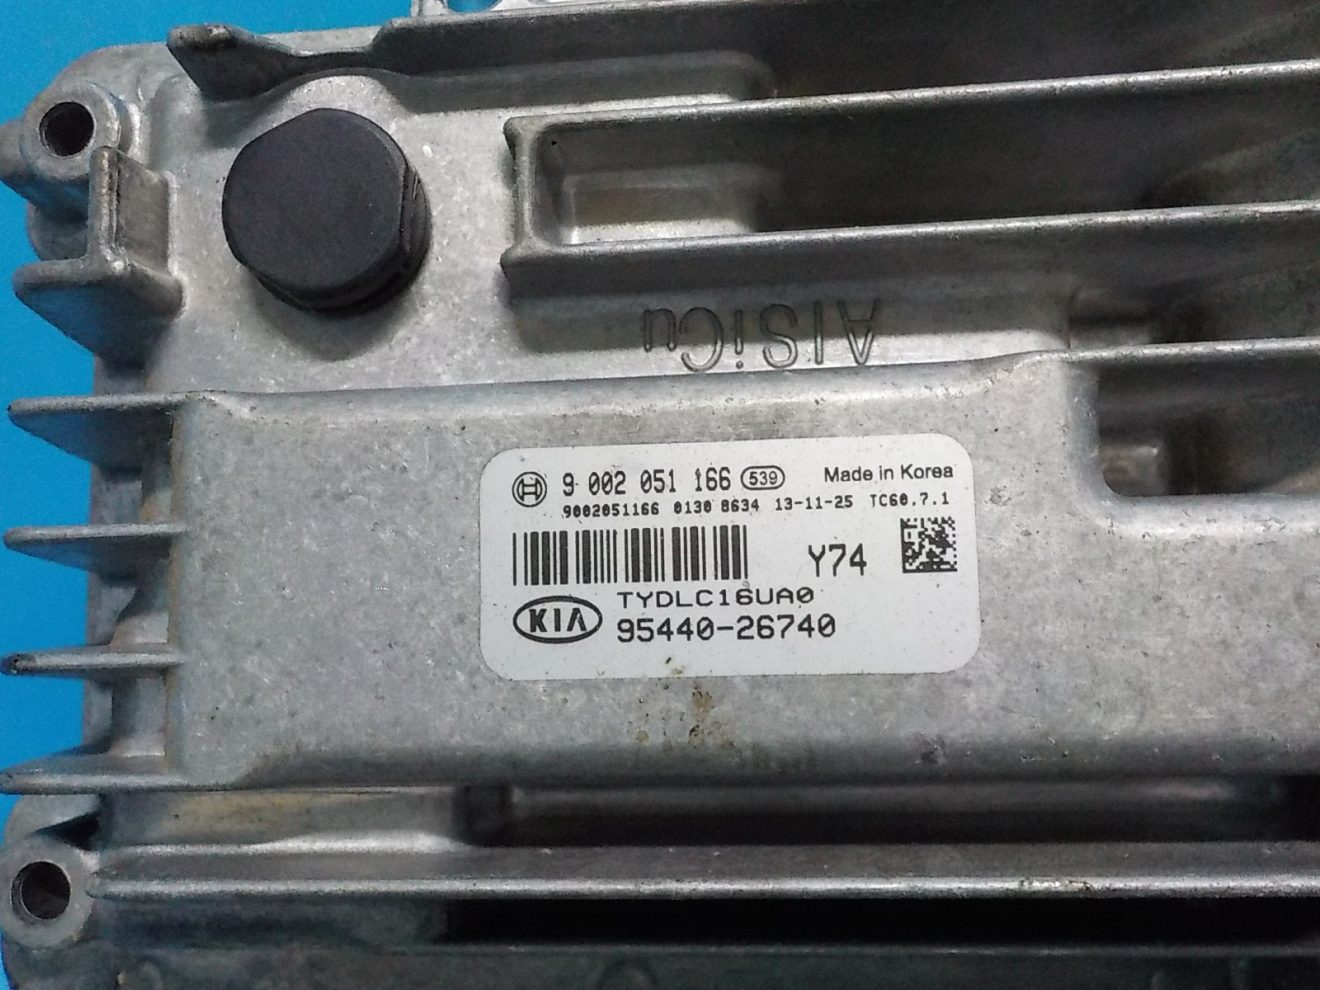 AlSiCu
9 002 051 166 539 Made in Korea
9002051166 0130 8634 13-11-25 TC60.7.1
Y74
TYDLC16UA0
KIA 95440-26740